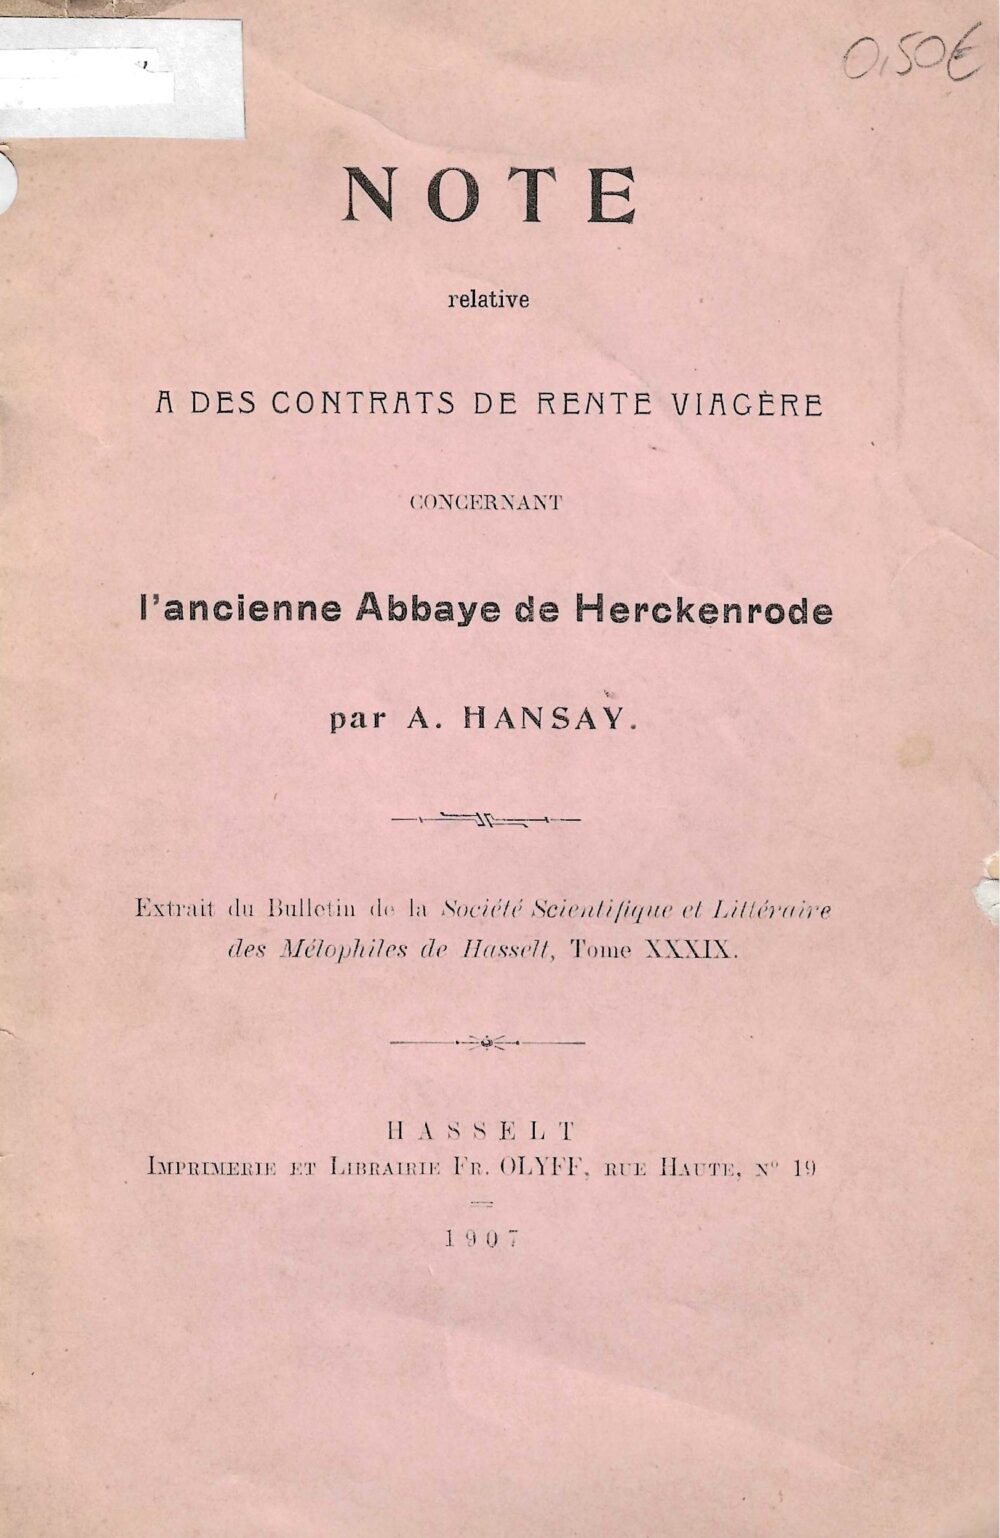 0,50€
NOTE
relative
A DES CONTRATS DE RENTE VIAGÈRE
CONCERNANT
l'ancienne Abbaye de Herckenrode
par A. HANSAY.
Extrait du Bulletin de la Société Scientifique et Littéraire
des Mélophiles de Hasselt, Tome XXXIX.
HASSELT
IMPRIMERIE ET LIBRAIRIE FR. OLYFF, RUE HAUTE, N° 19
1907